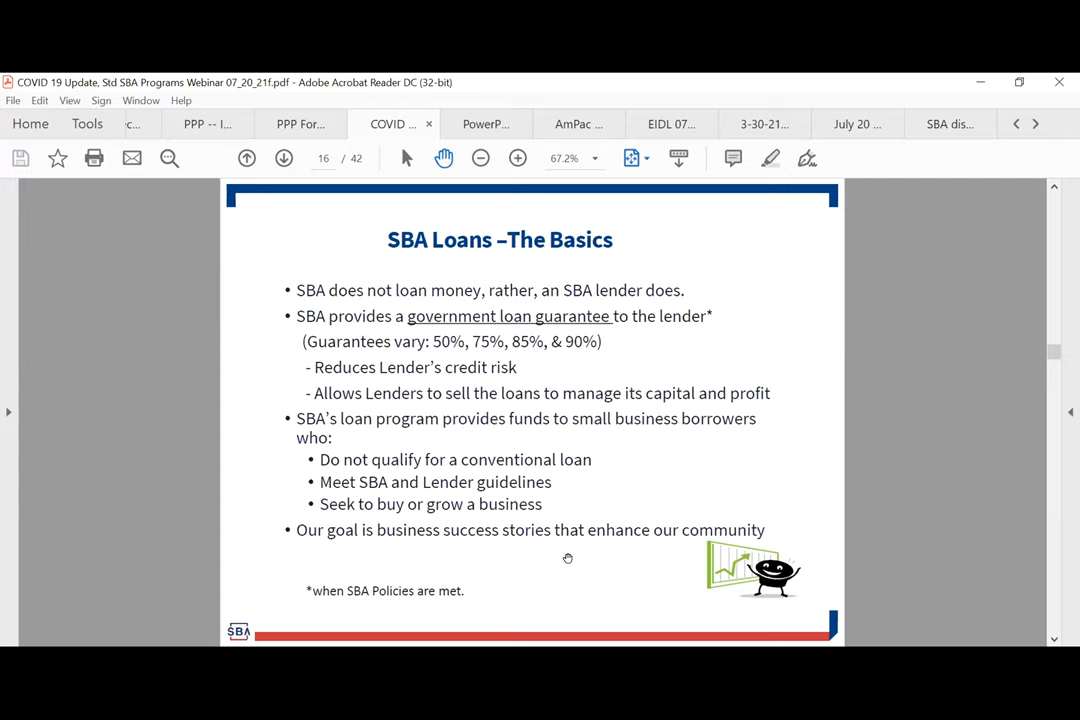 COVID 19 Update, Std SBA Programs Webinar 07_20_21f.pdf - Adobe Acrobat Reader DC (32-bit)
File Edit View Sign Window Help
Home Tools c... PPP -- I... PPP For... COVID ... × PowerP... AmPac ... EIDL 07... 3-30-21... July 20 ... SBA dis...
16 / 42 67.2%
SBA Loans –The Basics
• SBA does not loan money, rather, an SBA lender does.
• SBA provides a government loan guarantee to the lender*
(Guarantees vary: 50%, 75%, 85%, & 90%)
- Reduces Lender’s credit risk
- Allows Lenders to sell the loans to manage its capital and profit
• SBA’s loan program provides funds to small business borrowers
who:
• Do not qualify for a conventional loan
• Meet SBA and Lender guidelines
• Seek to buy or grow a business
• Our goal is business success stories that enhance our community
*when SBA Policies are met.
SBA